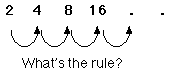 2 4 8 16 . .
What's the rule?